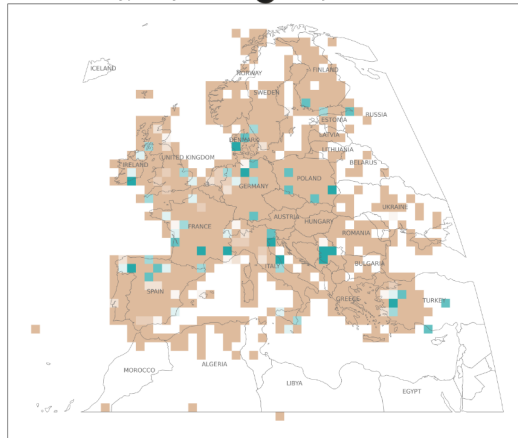 ICELAND
NORWAY
FINLAND
SWEDEN
RUSSIA
ESTONIA
LATVIA
DENMARK
LITHUANIA
UNITED KINGDOM
BELARUS
IRELAND
POLAND
GERMANY
UKRAINE
AUSTRIA
HUNGARY
FRANCE
ROMANIA
ITALY
BULGARIA
SPAIN
GREECE
TURKEY
MOROCCO
ALGERIA
LIBYA
EGYPT